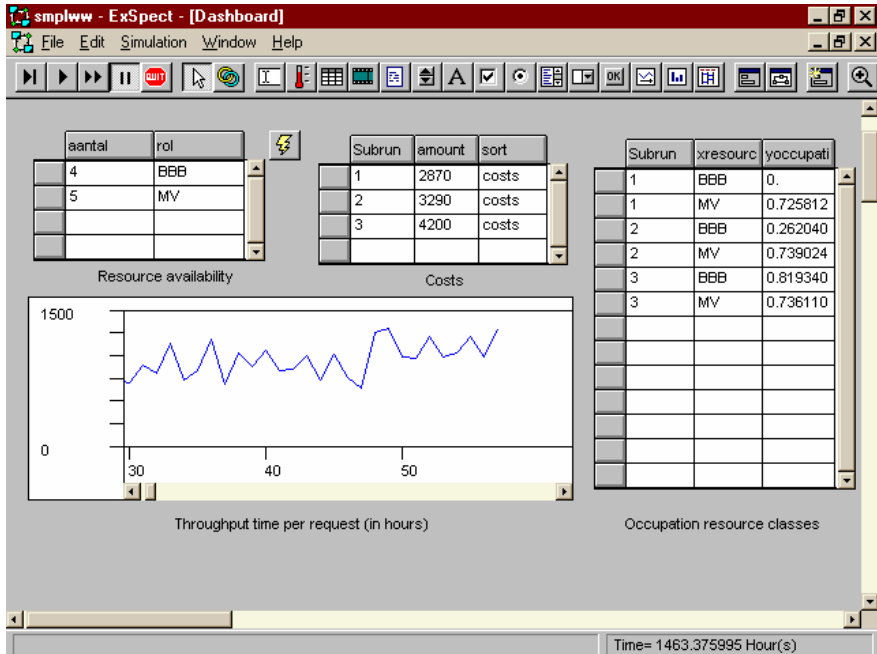 smplww - ExSpect - [Dashboard]
File Edit Simulation Window Help
QUIT A OK
aantal rol
4 BBB
5 MV
Resource availability
Subrun amount sort
1 2870 costs
2 3290 costs
3 4200 costs
Costs
Subrun xresourc yoccupati
1 BBB 0.
1 MV 0.725812
2 BBB 0.262040
2 MV 0.739024
3 BBB 0.819340
3 MV 0.736110
1500
0
30 40 50
Throughput time per request (in hours)
Occupation resource classes
Time= 1463.375995 Hour(s)